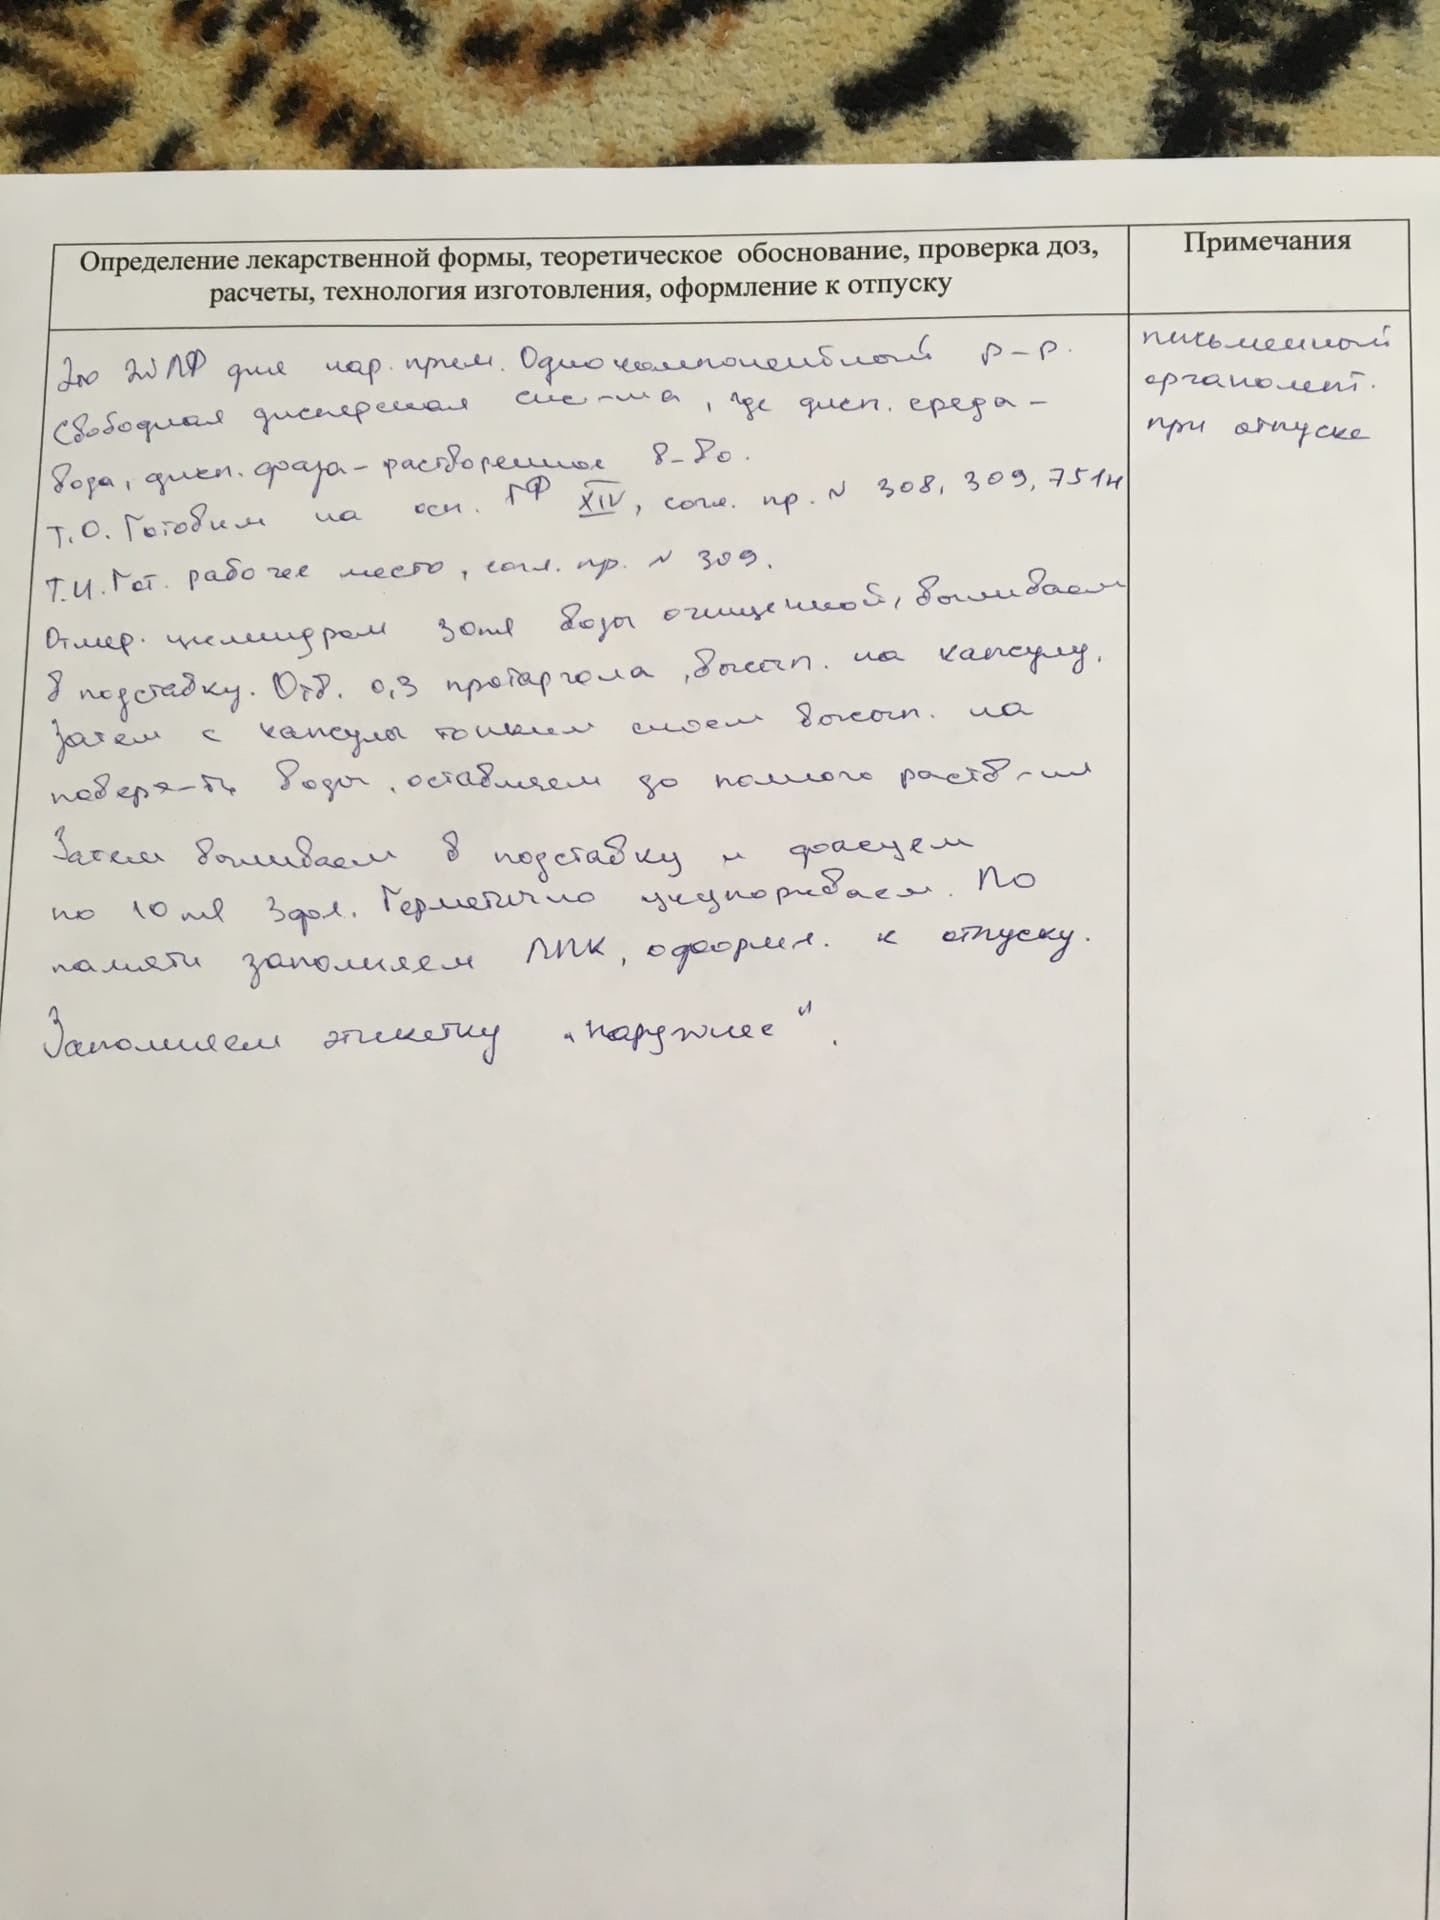 Определение лекарственной формы, теоретическое обоснование, проверка доз,
расчеты, технология изготовления, оформление к отпуску
Примечания
Это ЖЛФ для нар. прим. Однокомпонентный р-р.
Свободная дисперсная сис-ма, где дисп. среда -
вода, дисп. фаза - растворенное в-во.
Т.О. Готовим на осн. ГФ XIV, согл. пр. N 308, 309, 751н
Т.И. Гот. рабочее место, согл. пр. N 309.
Отмер. цилиндром 30мл воды очищенной, выливаем
в подставку. Отв. 0,3 протаргола, высып. на капсулу.
Затем с капсулы тонким слоем высып. на
поверх-ть воды, оставляем до полного раств-ия
Затем выливаем в подставку и фасуем
по 10 мл 3фл. Герметично укупориваем. По
памяти заполняем ППК, оформл. к отпуску.
Заполняем этикетку „Наружнее".
письменный
органолепт.
при отпуске